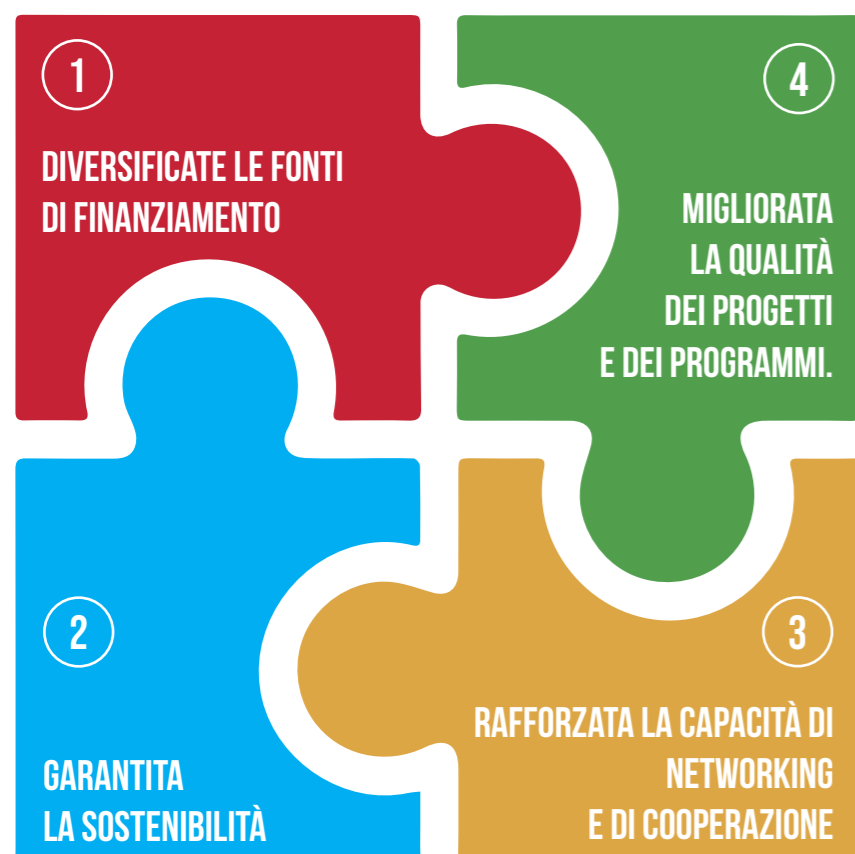 1
DIVERSIFICATE LE FONTI
DI FINANZIAMENTO
2
GARANTITA
LA SOSTENIBILITÀ
3
RAFFORZATA LA CAPACITÀ DI
NETWORKING
E DI COOPERAZIONE
4
MIGLIORATA
LA QUALITÀ
DEI PROGETTI
E DEI PROGRAMMI.